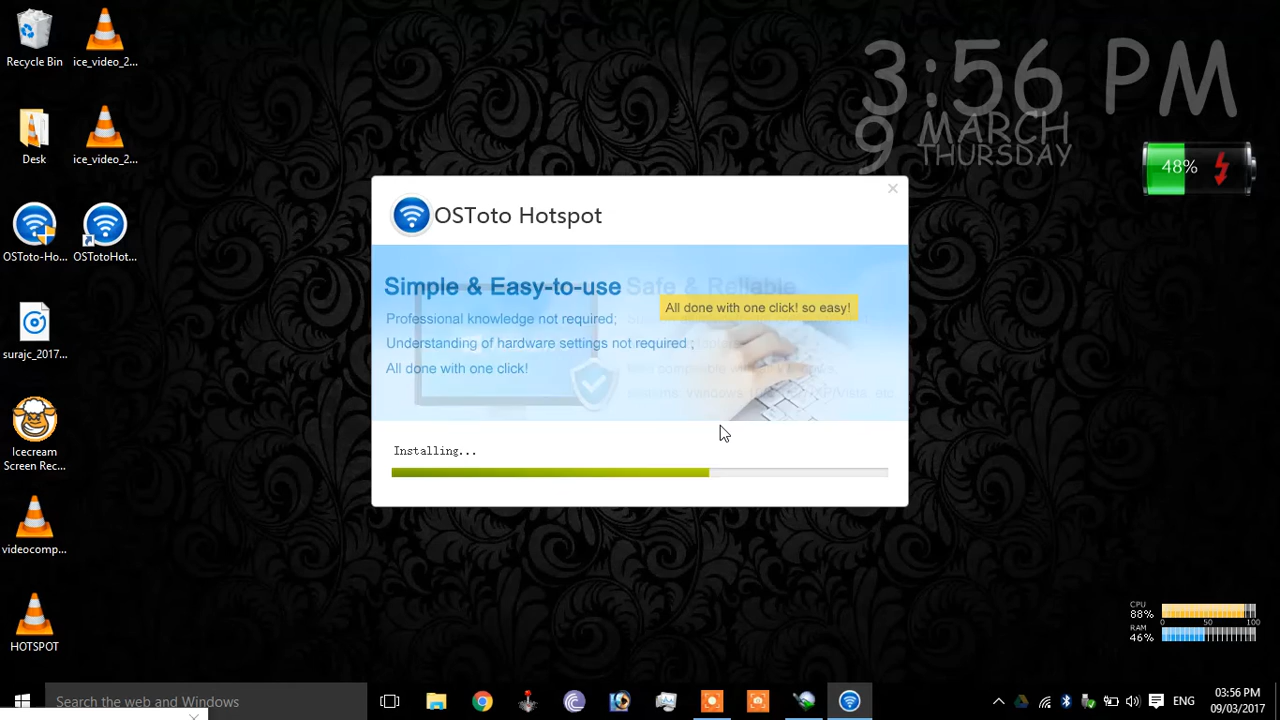 Recycle Bin
ice_video_2...
Desk
ice_video_2...
OSToto-Ho...
OSTotoHot...
surajc_2017...
Icecream
Screen Rec...
videocomp...
HOTSPOT
3:56 PM
9 MARCH
THURSDAY
48%
OSToto Hotspot
Simple & Easy-to-use
Safe & Reliable
All done with one click! so easy!
Professional knowledge not required;
Understanding of hardware settings not required ;
All done with one click!
Installing...
CPU
88%
0 50 100
RAM
46%
Search the web and Windows
ENG
03:56 PM
09/03/2017